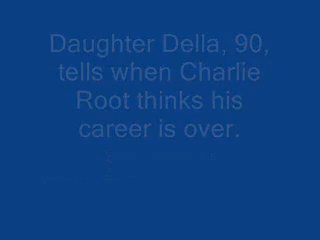 Daughter Della, 90,
tells when Charlie
Root thinks his
career is over.